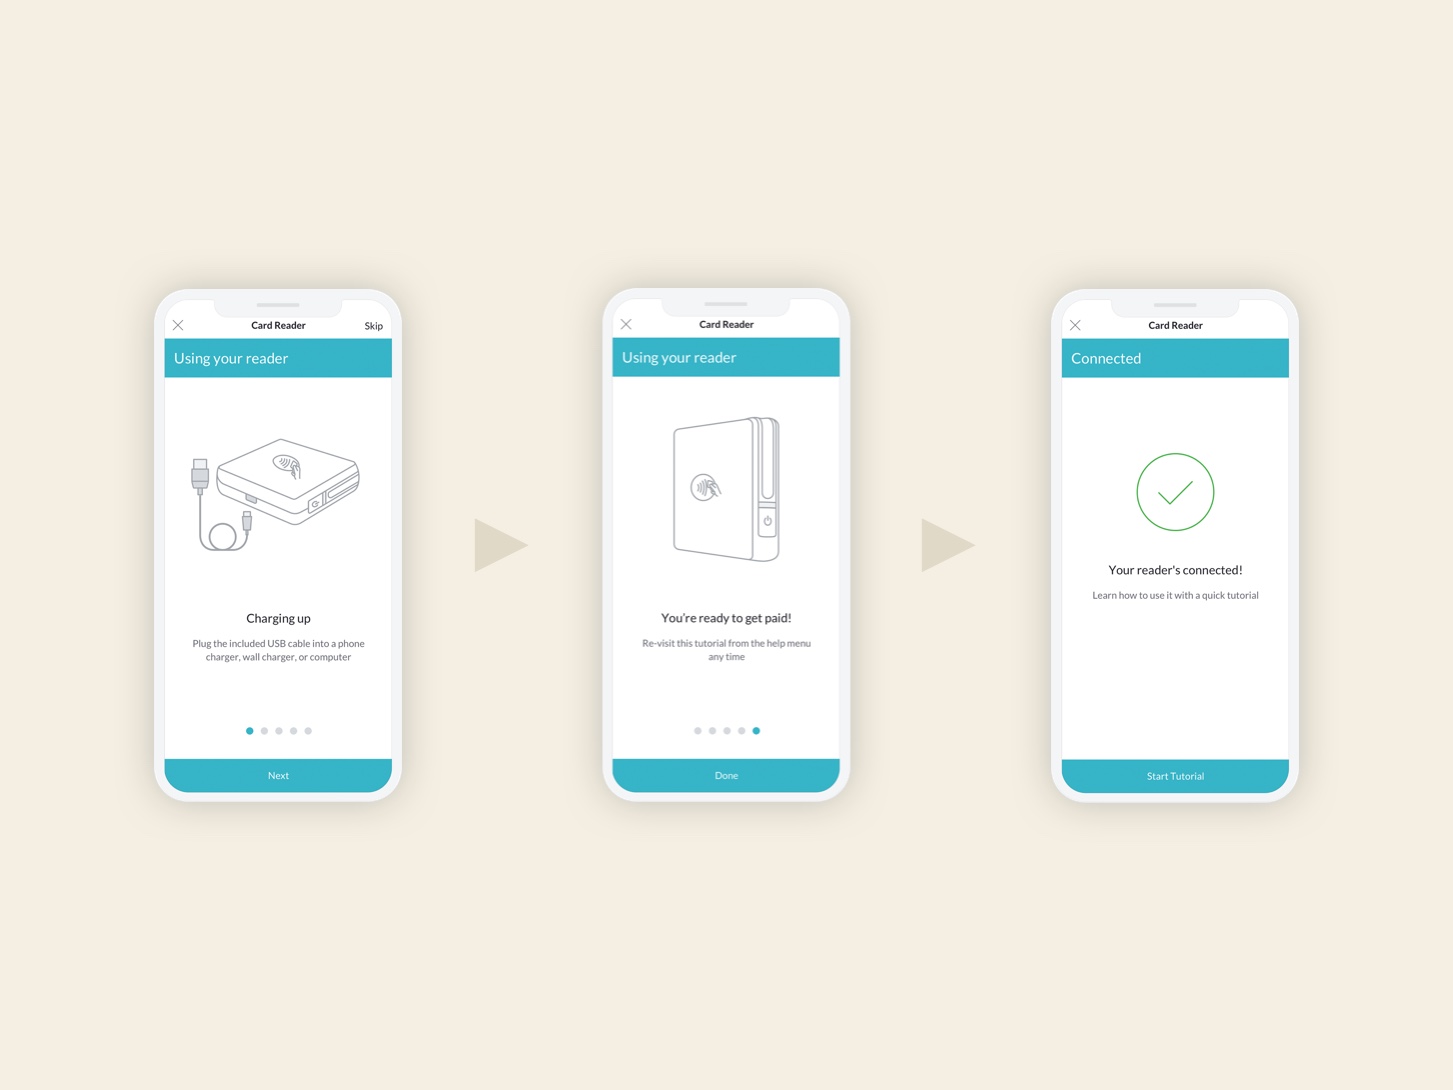 Card Reader
Skip
Using your reader
Charging up
Plug the included USB cable into a phone
charger, wall charger, or computer
Next
Card Reader
Using your reader
You're ready to get paid!
Re-visit this tutorial from the help menu
any time
Done
Card Reader
Connected
Your reader's connected!
Learn how to use it with a quick tutorial
Start Tutorial